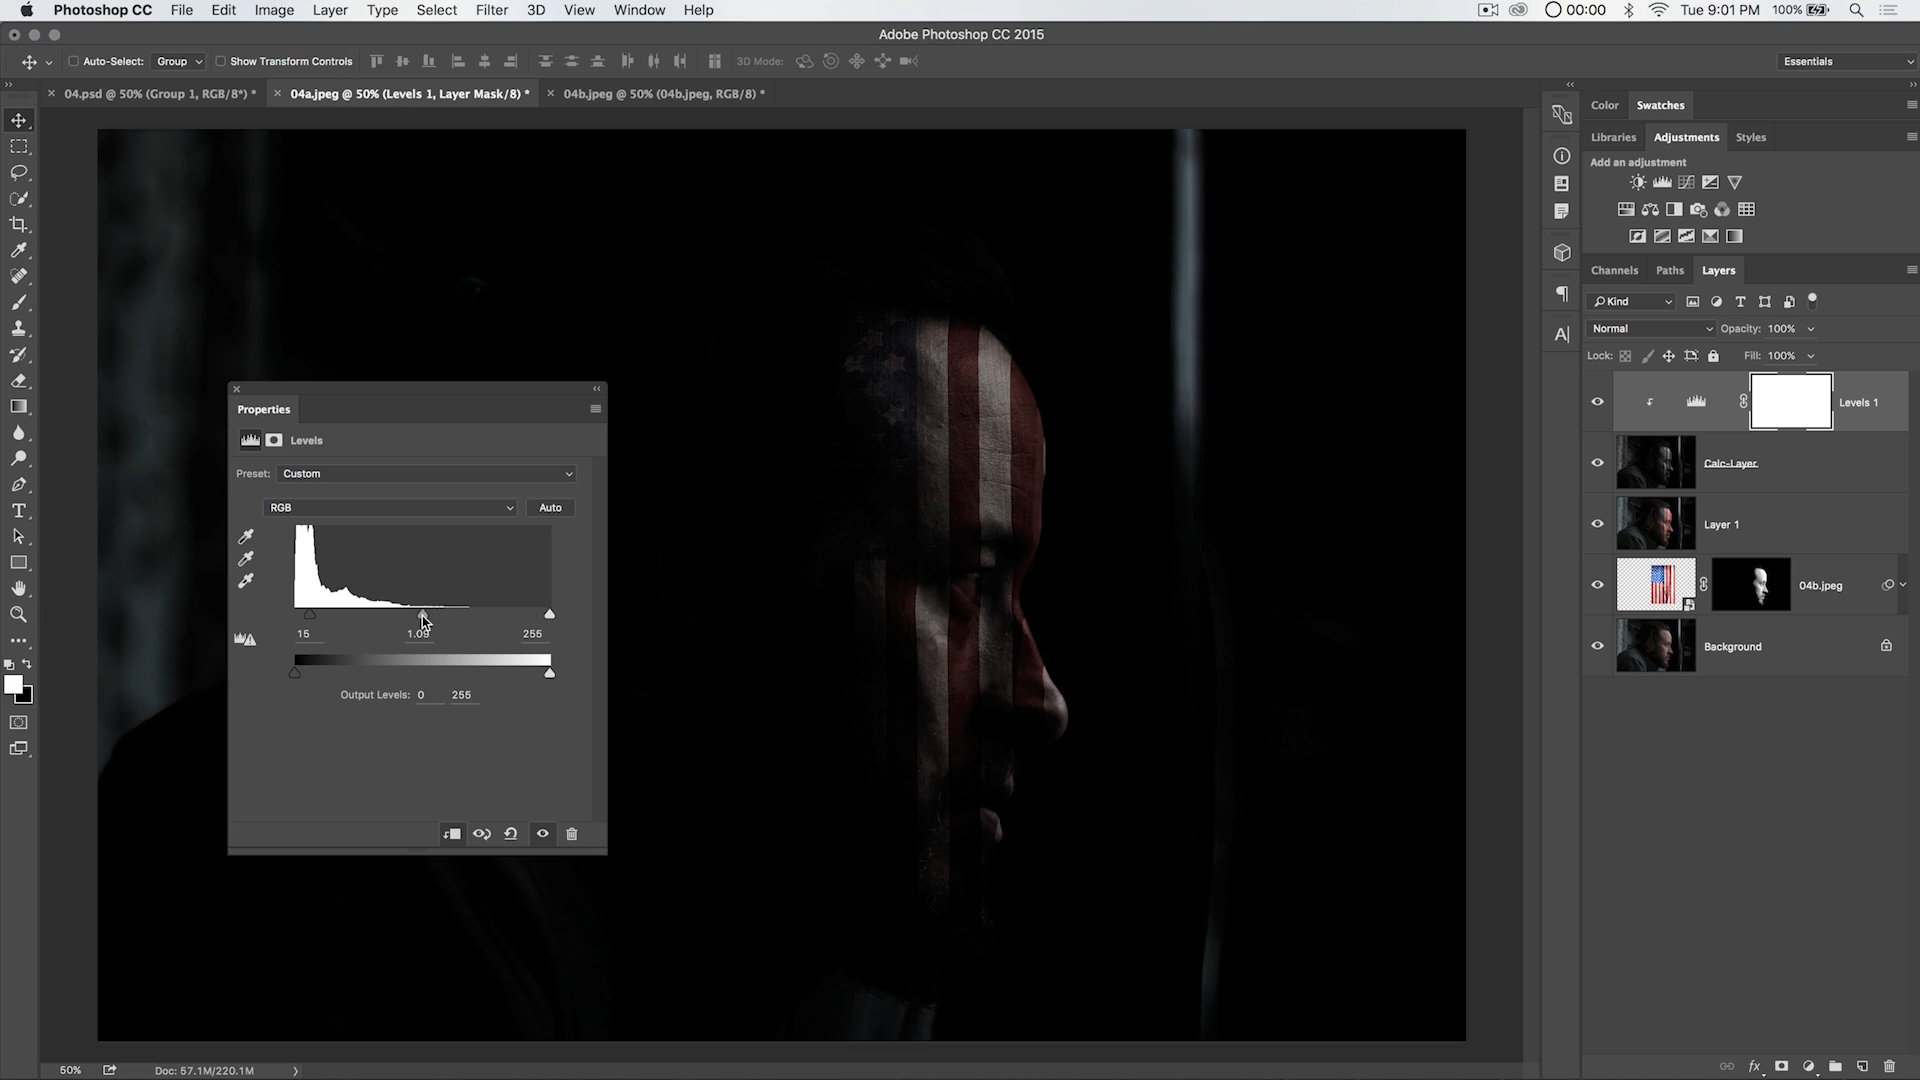 Photoshop CC File Edit Image Layer Type Select Filter 3D View Window Help 00:00 Tue 9:01 PM 100%
Adobe Photoshop CC 2015
Auto-Select: Group Show Transform Controls 3D Mode: Essentials
04.psd @ 50% (Group 1, RGB/8*) * 04a.jpeg @ 50% (Levels 1, Layer Mask/8) * 04b.jpeg @ 50% (04b.jpeg, RGB/8) *
Color Swatches
Libraries Adjustments Styles
Add an adjustment
Channels Paths Layers
Kind
Normal Opacity: 100%
Lock: Fill: 100%
Levels 1
Calc-Layer
Layer 1
04b.jpeg
Background
Properties
Levels
Preset: Custom
RGB Auto
15 1.09 255
Output Levels: 0 255
50% Doc: 57.1M/220.1M